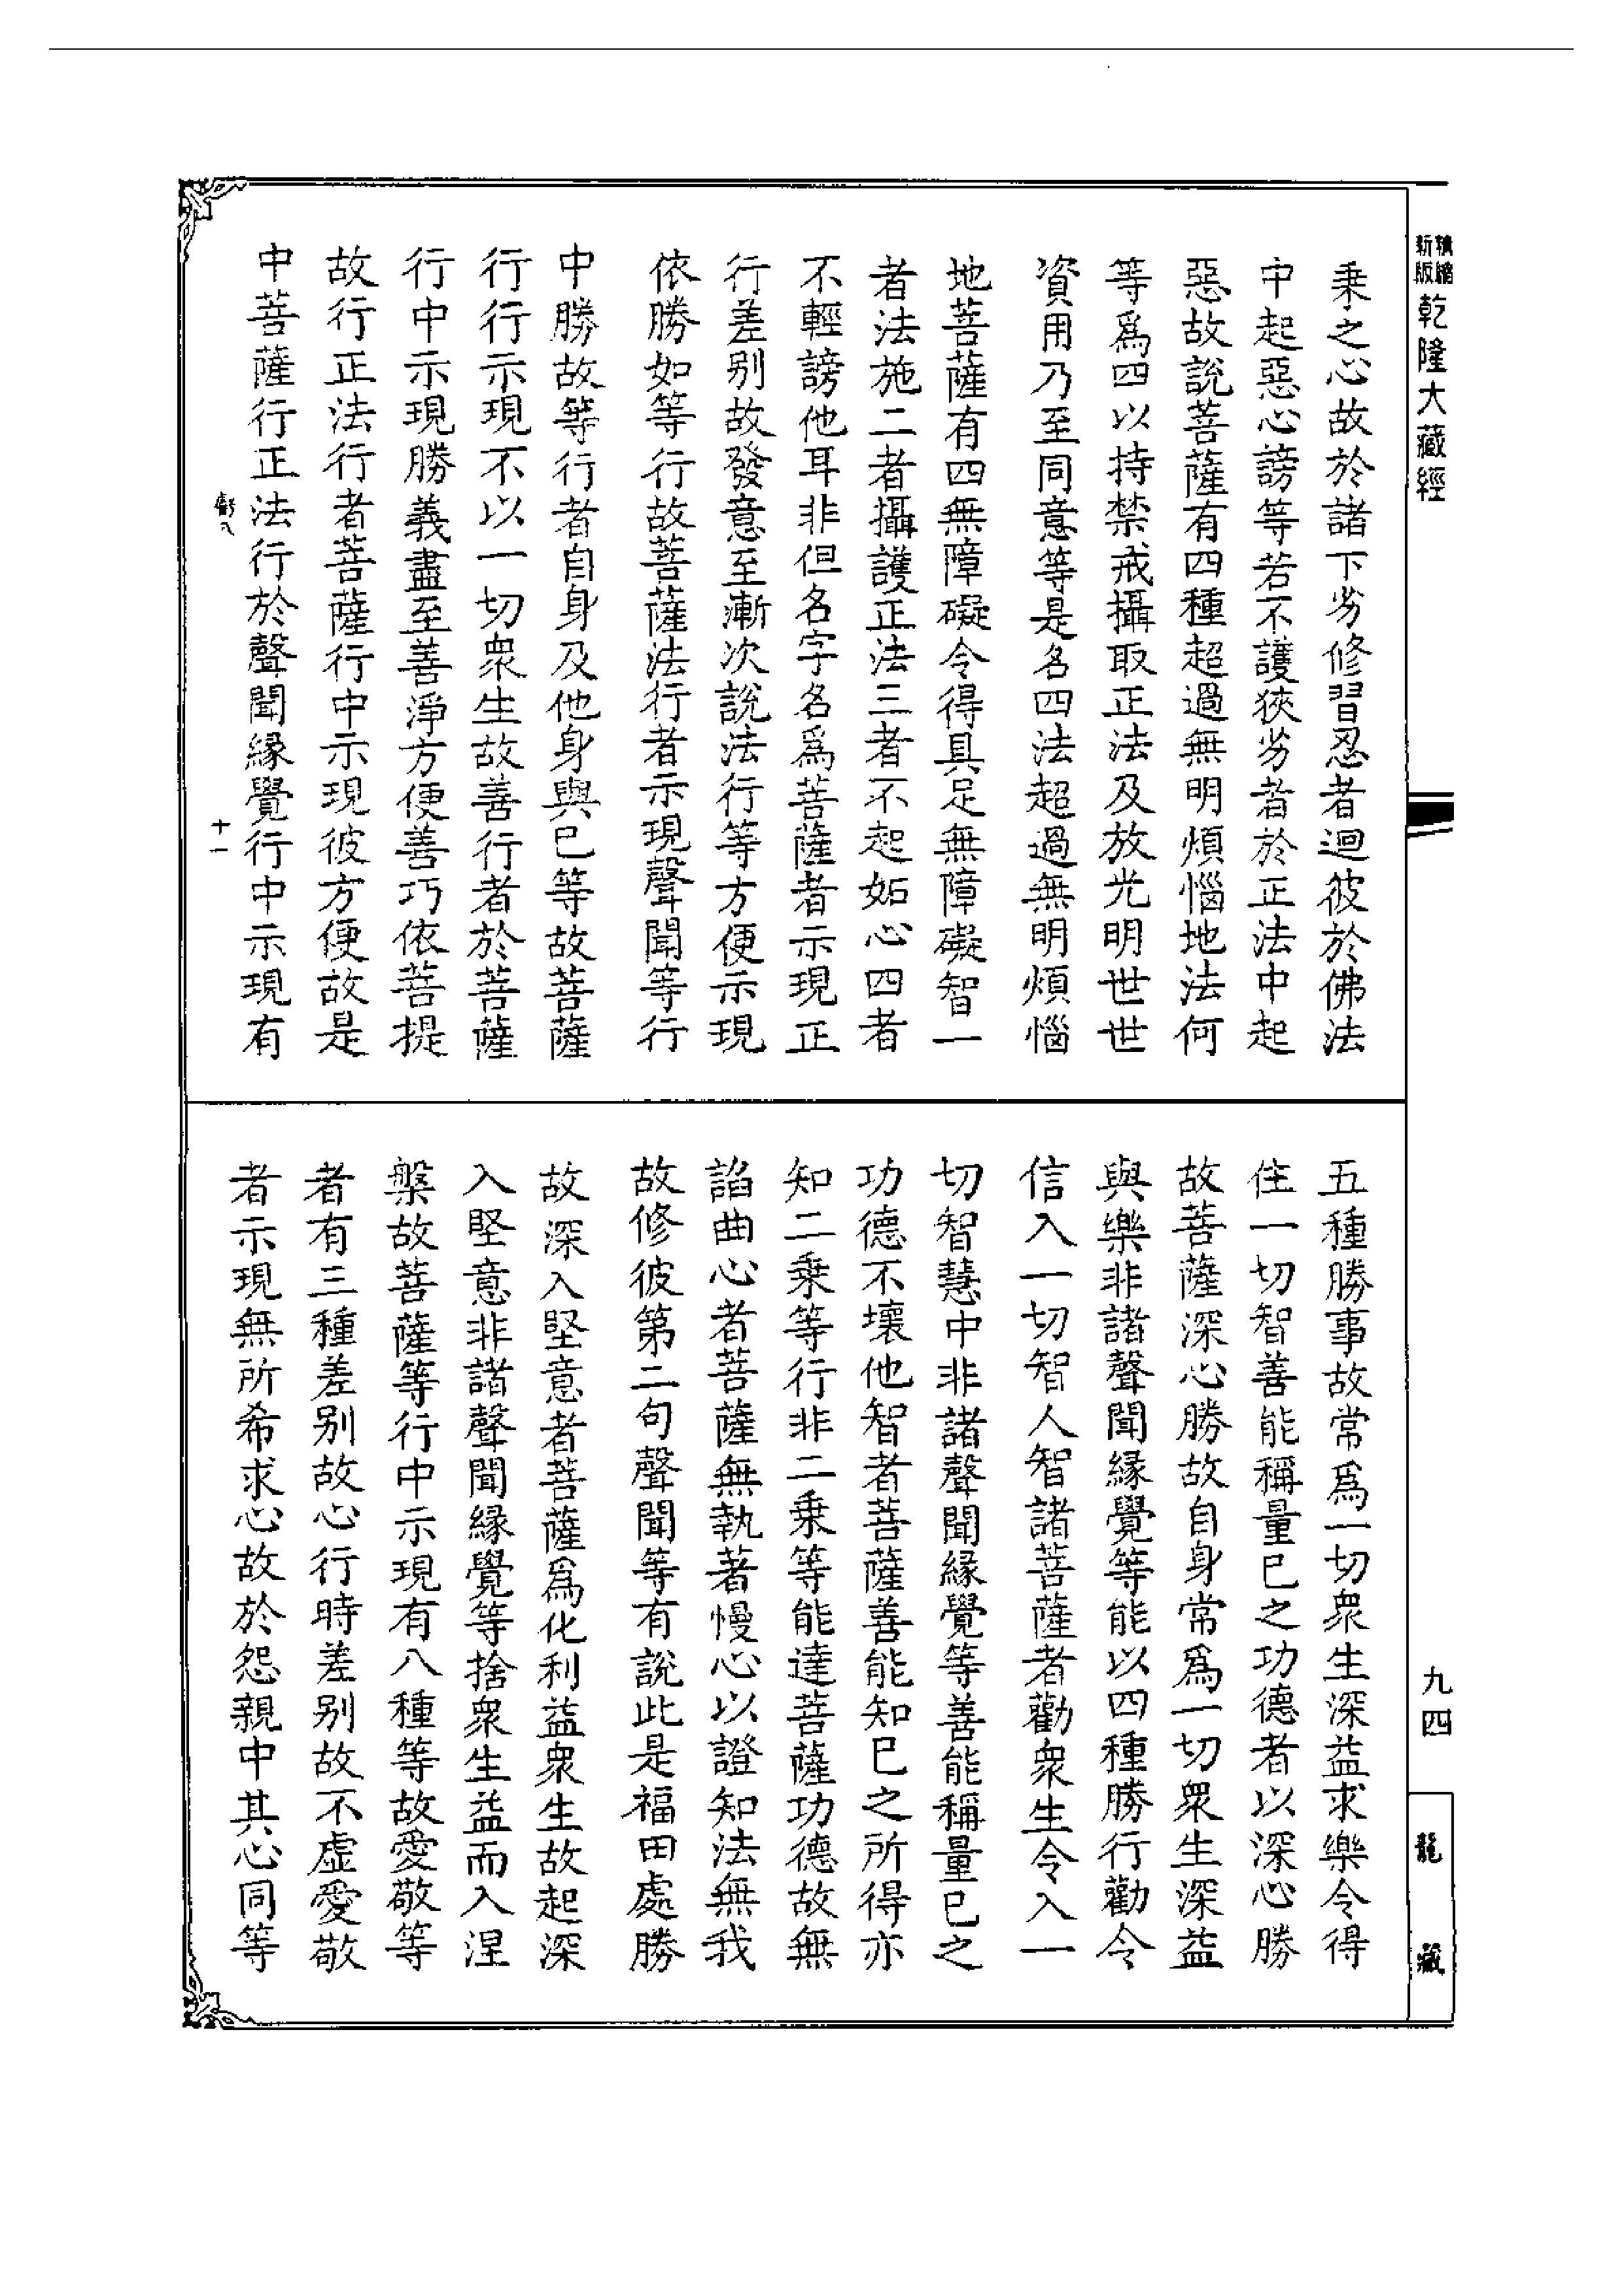 精縮新版 乾隆大藏經
乘之心故於諸下劣修習忍者迴彼於佛法
中起惡心謗等若不護狹劣者於正法中起
惡故說菩薩有四種超過無明煩惱地法何
等爲四以持禁戒攝取正法及放光明世世
資用乃至同意等是名四法超過無明煩惱
地菩薩有四無障礙令得具足無障礙智一
者法施二者攝護正法三者不起妬心四者
不輕謗他耳非但名字名爲菩薩者示現正
行差别故發意至漸次說法行等方便示現
依勝如等行故菩薩法行者示現聲聞等行
中勝故等行者自身及他身與已等故菩薩
行行示現不以一切衆生故善行者於菩薩
行中示現勝義盡至善淨方便善巧依菩提
故行正法行者菩薩行中示現彼方便故是
中菩薩行正法行於聲聞緣覺行中示現有
十一
五種勝事故常爲一切衆生深益求樂令得
住一切智善能稱量已之功德者以深心勝
故菩薩深心勝故自身常爲一切衆生深益
與樂非諸聲聞緣覺等能以四種勝行勸令
信入一切智人智諸菩薩者勸衆生令入一
切智慧中非諸聲聞緣覺等善能稱量已之
功德不壞他智者菩薩善能知已之所得亦
知二乘等行非二乘等能達菩薩功德故無
諂曲心者菩薩無執著慢心以證知法無我
故修彼第二句聲聞等有說此是福田處勝
故深入堅意者菩薩爲化利益衆生故起深
入堅意非諸聲聞緣覺等捨衆生益而入涅
槃故菩薩等行中示現有八種等故愛敬等
者有三種差别故心行時差别故不虛愛敬
者示現無所希求心故於怨親中其心同等
九四
龍藏